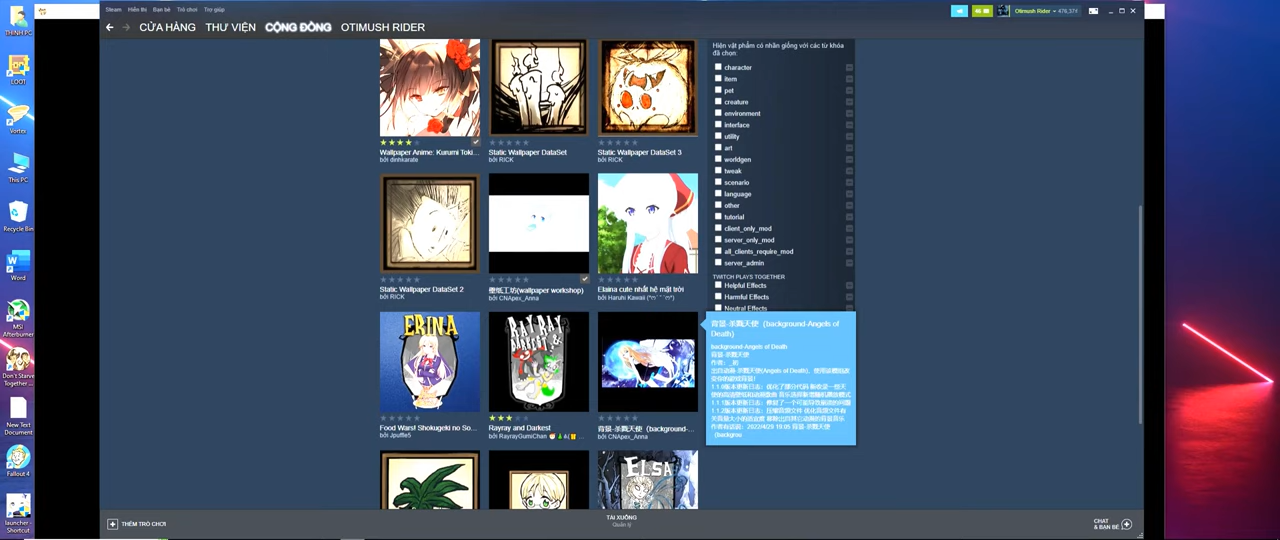 Steam Hiển thị Bạn bè Trò chơi Trợ giúp
Otimush Rider
CỬA HÀNG THƯ VIỆN CỘNG ĐỒNG OTIMUSH RIDER
THINH PC
LOOT
Vortex
This PC
Recycle Bin
Word
MSI
Afterburner
Don't Starve
Together ...
New Text
Document
Fallout 4
launcher -
Shortcut
Wallpaper Anime: Kurumi Toki...
bởi dinhkarate
Static Wallpaper DataSet
bởi RICK
Static Wallpaper DataSet 3
bởi RICK
Static Wallpaper DataSet 2
bởi RICK
壁纸工坊(wallpaper workshop)
bởi CNApex_Anna
Elaina cute nhất hệ mặt trời
bởi Haruhi Kawaii
ERINA
Food Wars! Shokugeki no So...
bởi Jpuffle5
RAYRAY
DARKEST
Rayray and Darkest
bởi RayrayGumiChan
背景-杀戮天使（background-...
bởi CNApex_Anna
ELSA
Hiện vật phẩm có nhãn giống với các từ khóa
đã chọn:
character
item
pet
creature
environment
interface
utility
art
worldgen
tweak
scenario
language
other
tutorial
client_only_mod
server_only_mod
all_clients_require_mod
server_admin
TWITCH PLAYS TOGETHER
Helpful Effects
Harmful Effects
Neutral Effects
背景-杀戮天使（background-Angels of
Death）
background-Angels of Death
背景-杀戮天使
THÊM TRÒ CHƠI
TẢI XUỐNG
Quản lý
CHAT
& BẠN BÈ